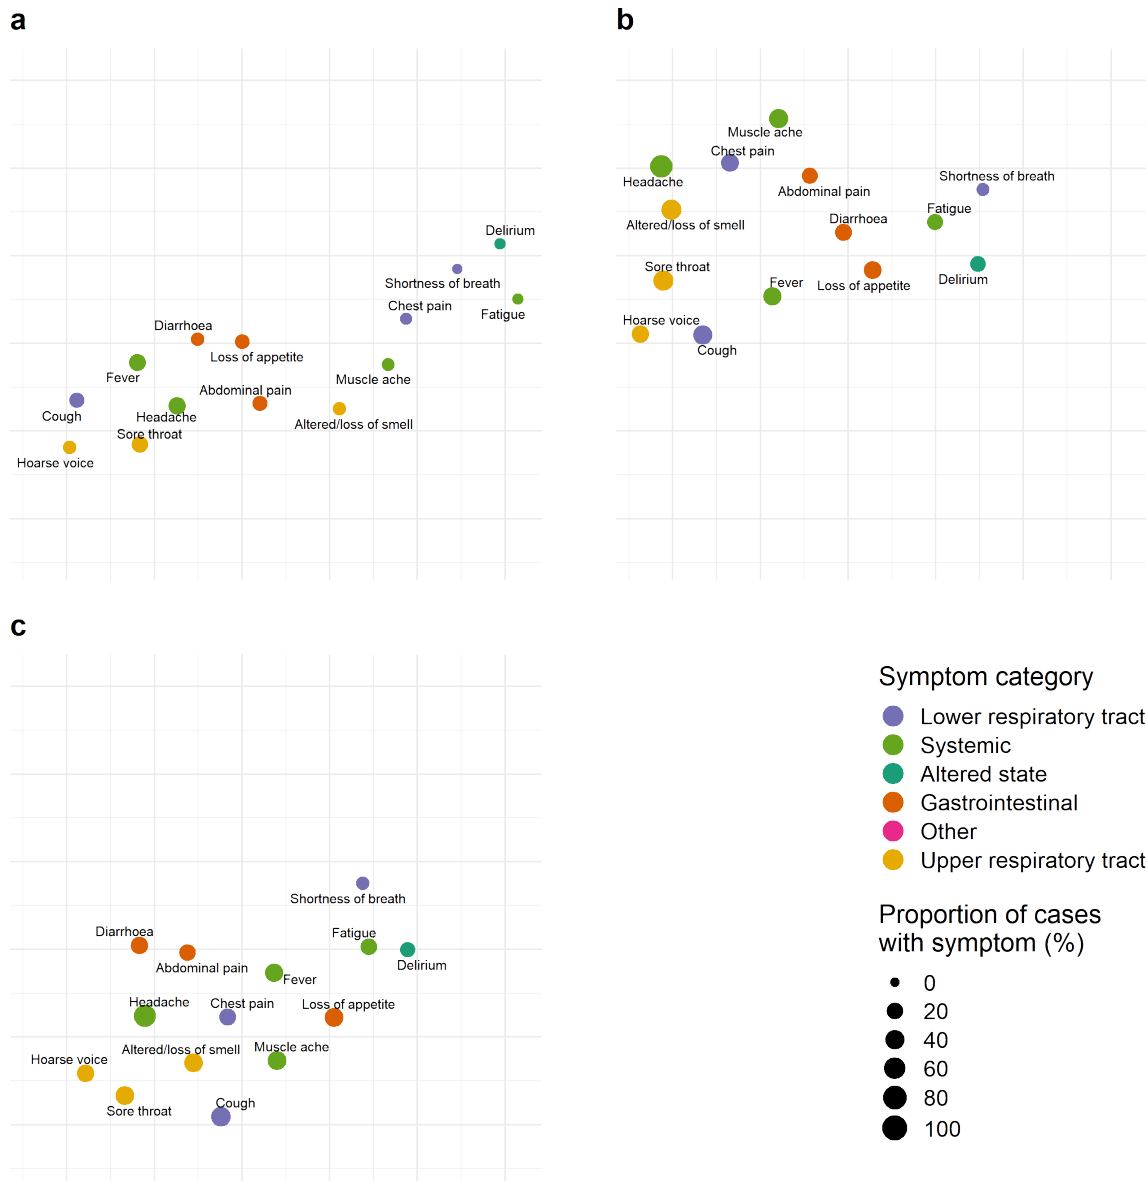 a
Delirium
Shortness of breath
Chest pain
Fatigue
Diarrhoea
Loss of appetite
Fever
Muscle ache
Abdominal pain
Cough
Headache
Altered/loss of smell
Sore throat
Hoarse voice
b
Muscle ache
Chest pain
Headache
Shortness of breath
Abdominal pain
Fatigue
Altered/loss of smell
Diarrhoea
Sore throat
Delirium
Fever
Loss of appetite
Hoarse voice
Cough
c
Shortness of breath
Diarrhoea
Fatigue
Abdominal pain
Delirium
Fever
Headache
Chest pain
Loss of appetite
Altered/loss of smell
Muscle ache
Hoarse voice
Sore throat
Cough
Symptom category
Lower respiratory tract
Systemic
Altered state
Gastrointestinal
Other
Upper respiratory tract
Proportion of cases
with symptom (%)
0
20
40
60
80
100